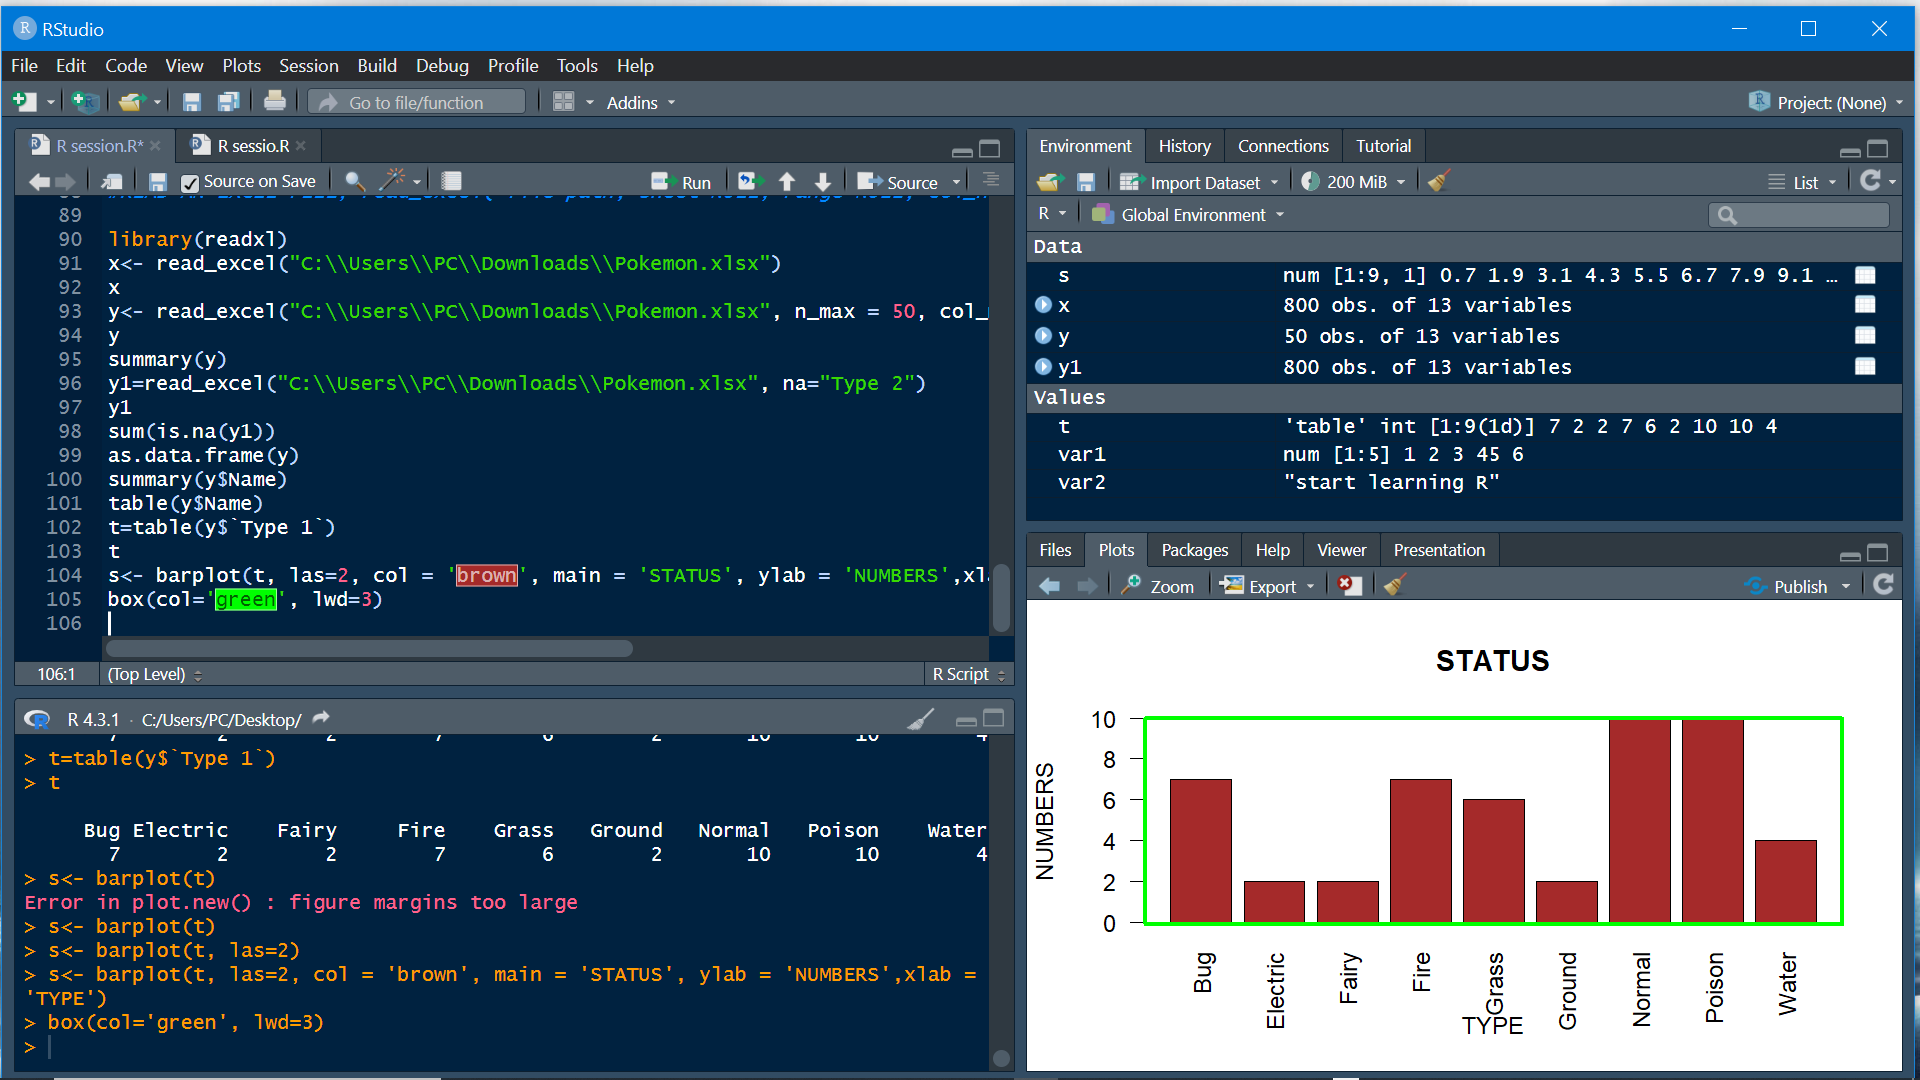 RStudio
File Edit Code View Plots Session Build Debug Profile Tools Help
Go to file/function Addins Project: (None)
R session.R* R sessio.R
Source on Save Run Source
89
90 library(readxl)
91 x<- read_excel("C:\\Users\\PC\\Downloads\\Pokemon.xlsx")
92 x
93 y<- read_excel("C:\\Users\\PC\\Downloads\\Pokemon.xlsx", n_max = 50, col_
94 y
95 summary(y)
96 y1=read_excel("C:\\Users\\PC\\Downloads\\Pokemon.xlsx", na="Type 2")
97 y1
98 sum(is.na(y1))
99 as.data.frame(y)
100 summary(y$Name)
101 table(y$Name)
102 t=table(y$`Type 1`)
103 t
104 s<- barplot(t, las=2, col = 'brown', main = 'STATUS', ylab = 'NUMBERS',xl
105 box(col='green', lwd=3)
106
106:1 (Top Level) R Script
R 4.3.1 · C:/Users/PC/Desktop/
> t=table(y$`Type 1`)
> t
Bug Electric Fairy Fire Grass Ground Normal Poison Water
7 2 2 7 6 2 10 10 4
> s<- barplot(t)
Error in plot.new() : figure margins too large
> s<- barplot(t)
> s<- barplot(t, las=2)
> s<- barplot(t, las=2, col = 'brown', main = 'STATUS', ylab = 'NUMBERS',xlab =
'TYPE')
> box(col='green', lwd=3)
>
Environment History Connections Tutorial
Import Dataset 200 MiB List
R Global Environment
Data
s num [1:9, 1] 0.7 1.9 3.1 4.3 5.5 6.7 7.9 9.1 …
x 800 obs. of 13 variables
y 50 obs. of 13 variables
y1 800 obs. of 13 variables
Values
t 'table' int [1:9(1d)] 7 2 2 7 6 2 10 10 4
var1 num [1:5] 1 2 3 45 6
var2 "start learning R"
Files Plots Packages Help Viewer Presentation
Zoom Export Publish
STATUS
NUMBERS
10
8
6
4
2
0
Bug Electric Fairy Fire Grass Ground Normal Poison Water
TYPE